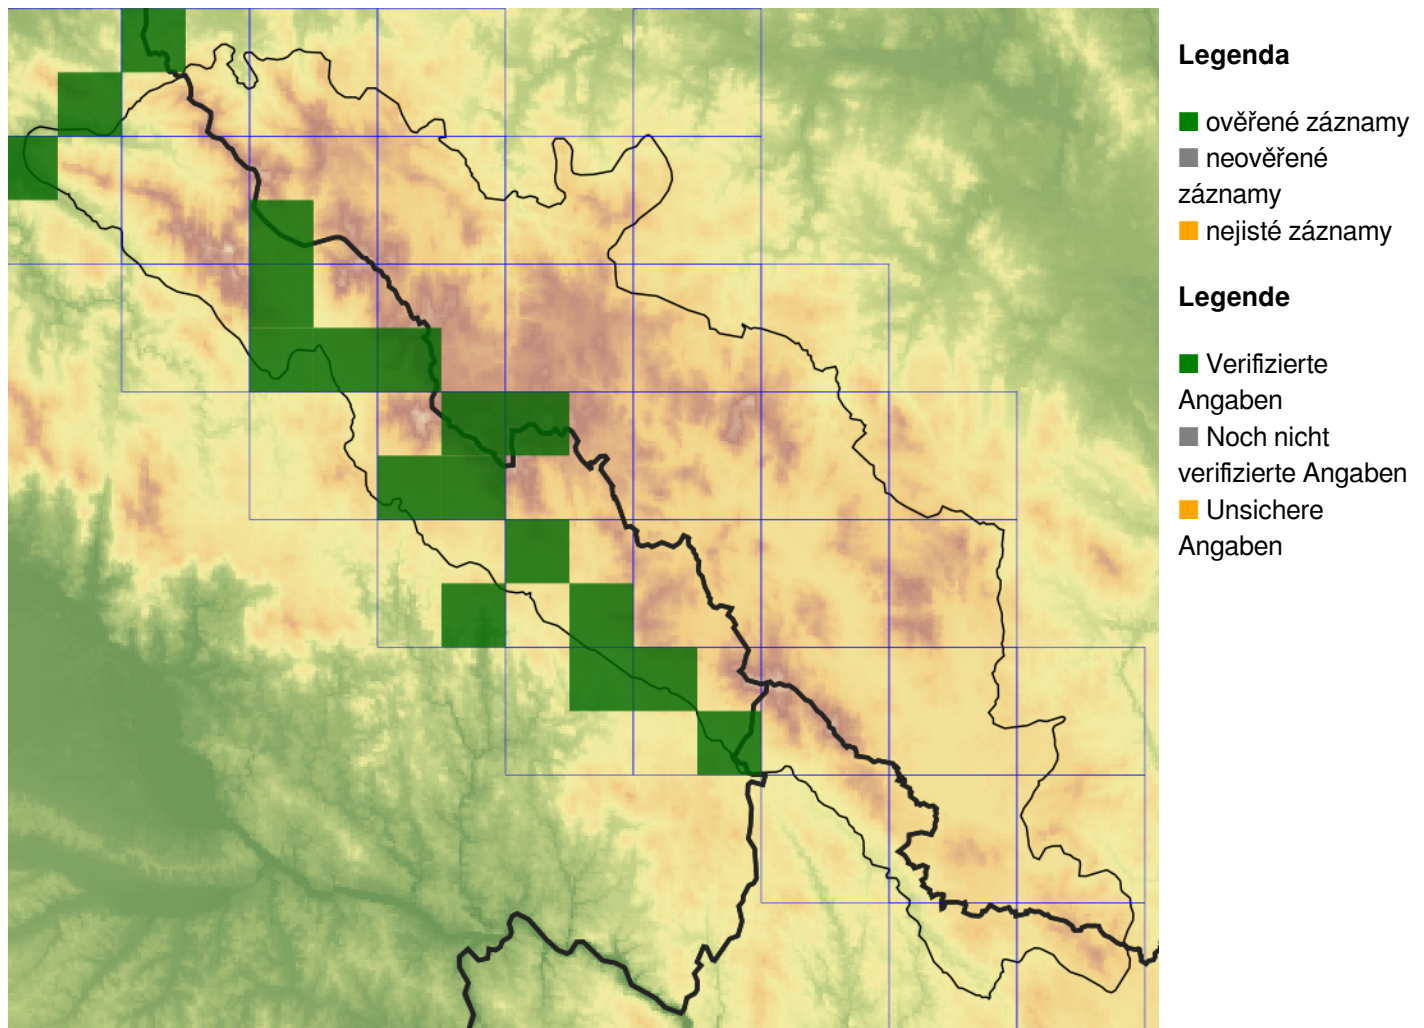 Legenda
ověřené záznamy
neověřené
záznamy
nejisté záznamy
Legende
Verifizierte
Angaben
Noch nicht
verifizierte Angaben
Unsichere
Angaben